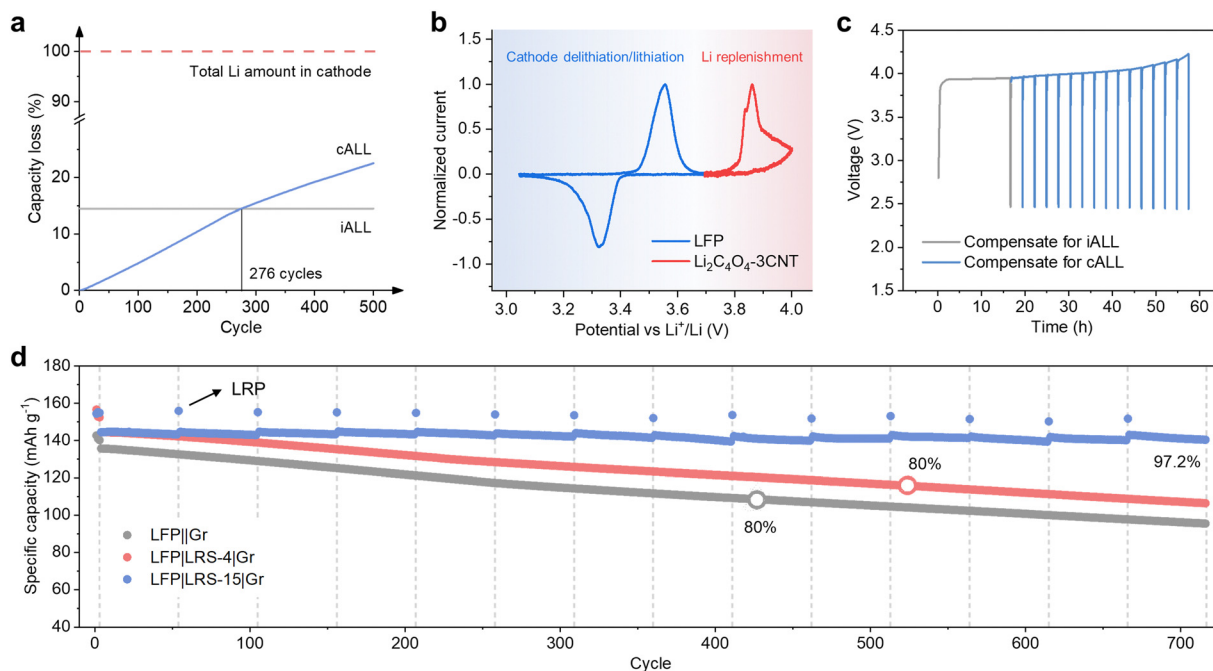 a
Capacity loss (%)
100
90
20
10
0
Total Li amount in cathode
cALL
iALL
276 cycles
0 100 200 300 400 500
Cycle
b
Normalized current
1.0
0.5
0.0
-0.5
-1.0
Cathode delithiation/lithiation
Li replenishment
LFP
Li₂C₄O₄-3CNT
3.0 3.2 3.4 3.6 3.8 4.0
Potential vs Li⁺/Li (V)
c
Voltage (V)
4.5
4.0
3.5
3.0
2.5
2.0
1.5
Compensate for iALL
Compensate for cALL
0 10 20 30 40 50 60
Time (h)
d
Specific capacity (mAh g⁻¹)
180
160
140
120
100
80
60
40
LRP
80%
80%
97.2%
LFP||Gr
LFP|LRS-4|Gr
LFP|LRS-15|Gr
0 100 200 300 400 500 600 700
Cycle